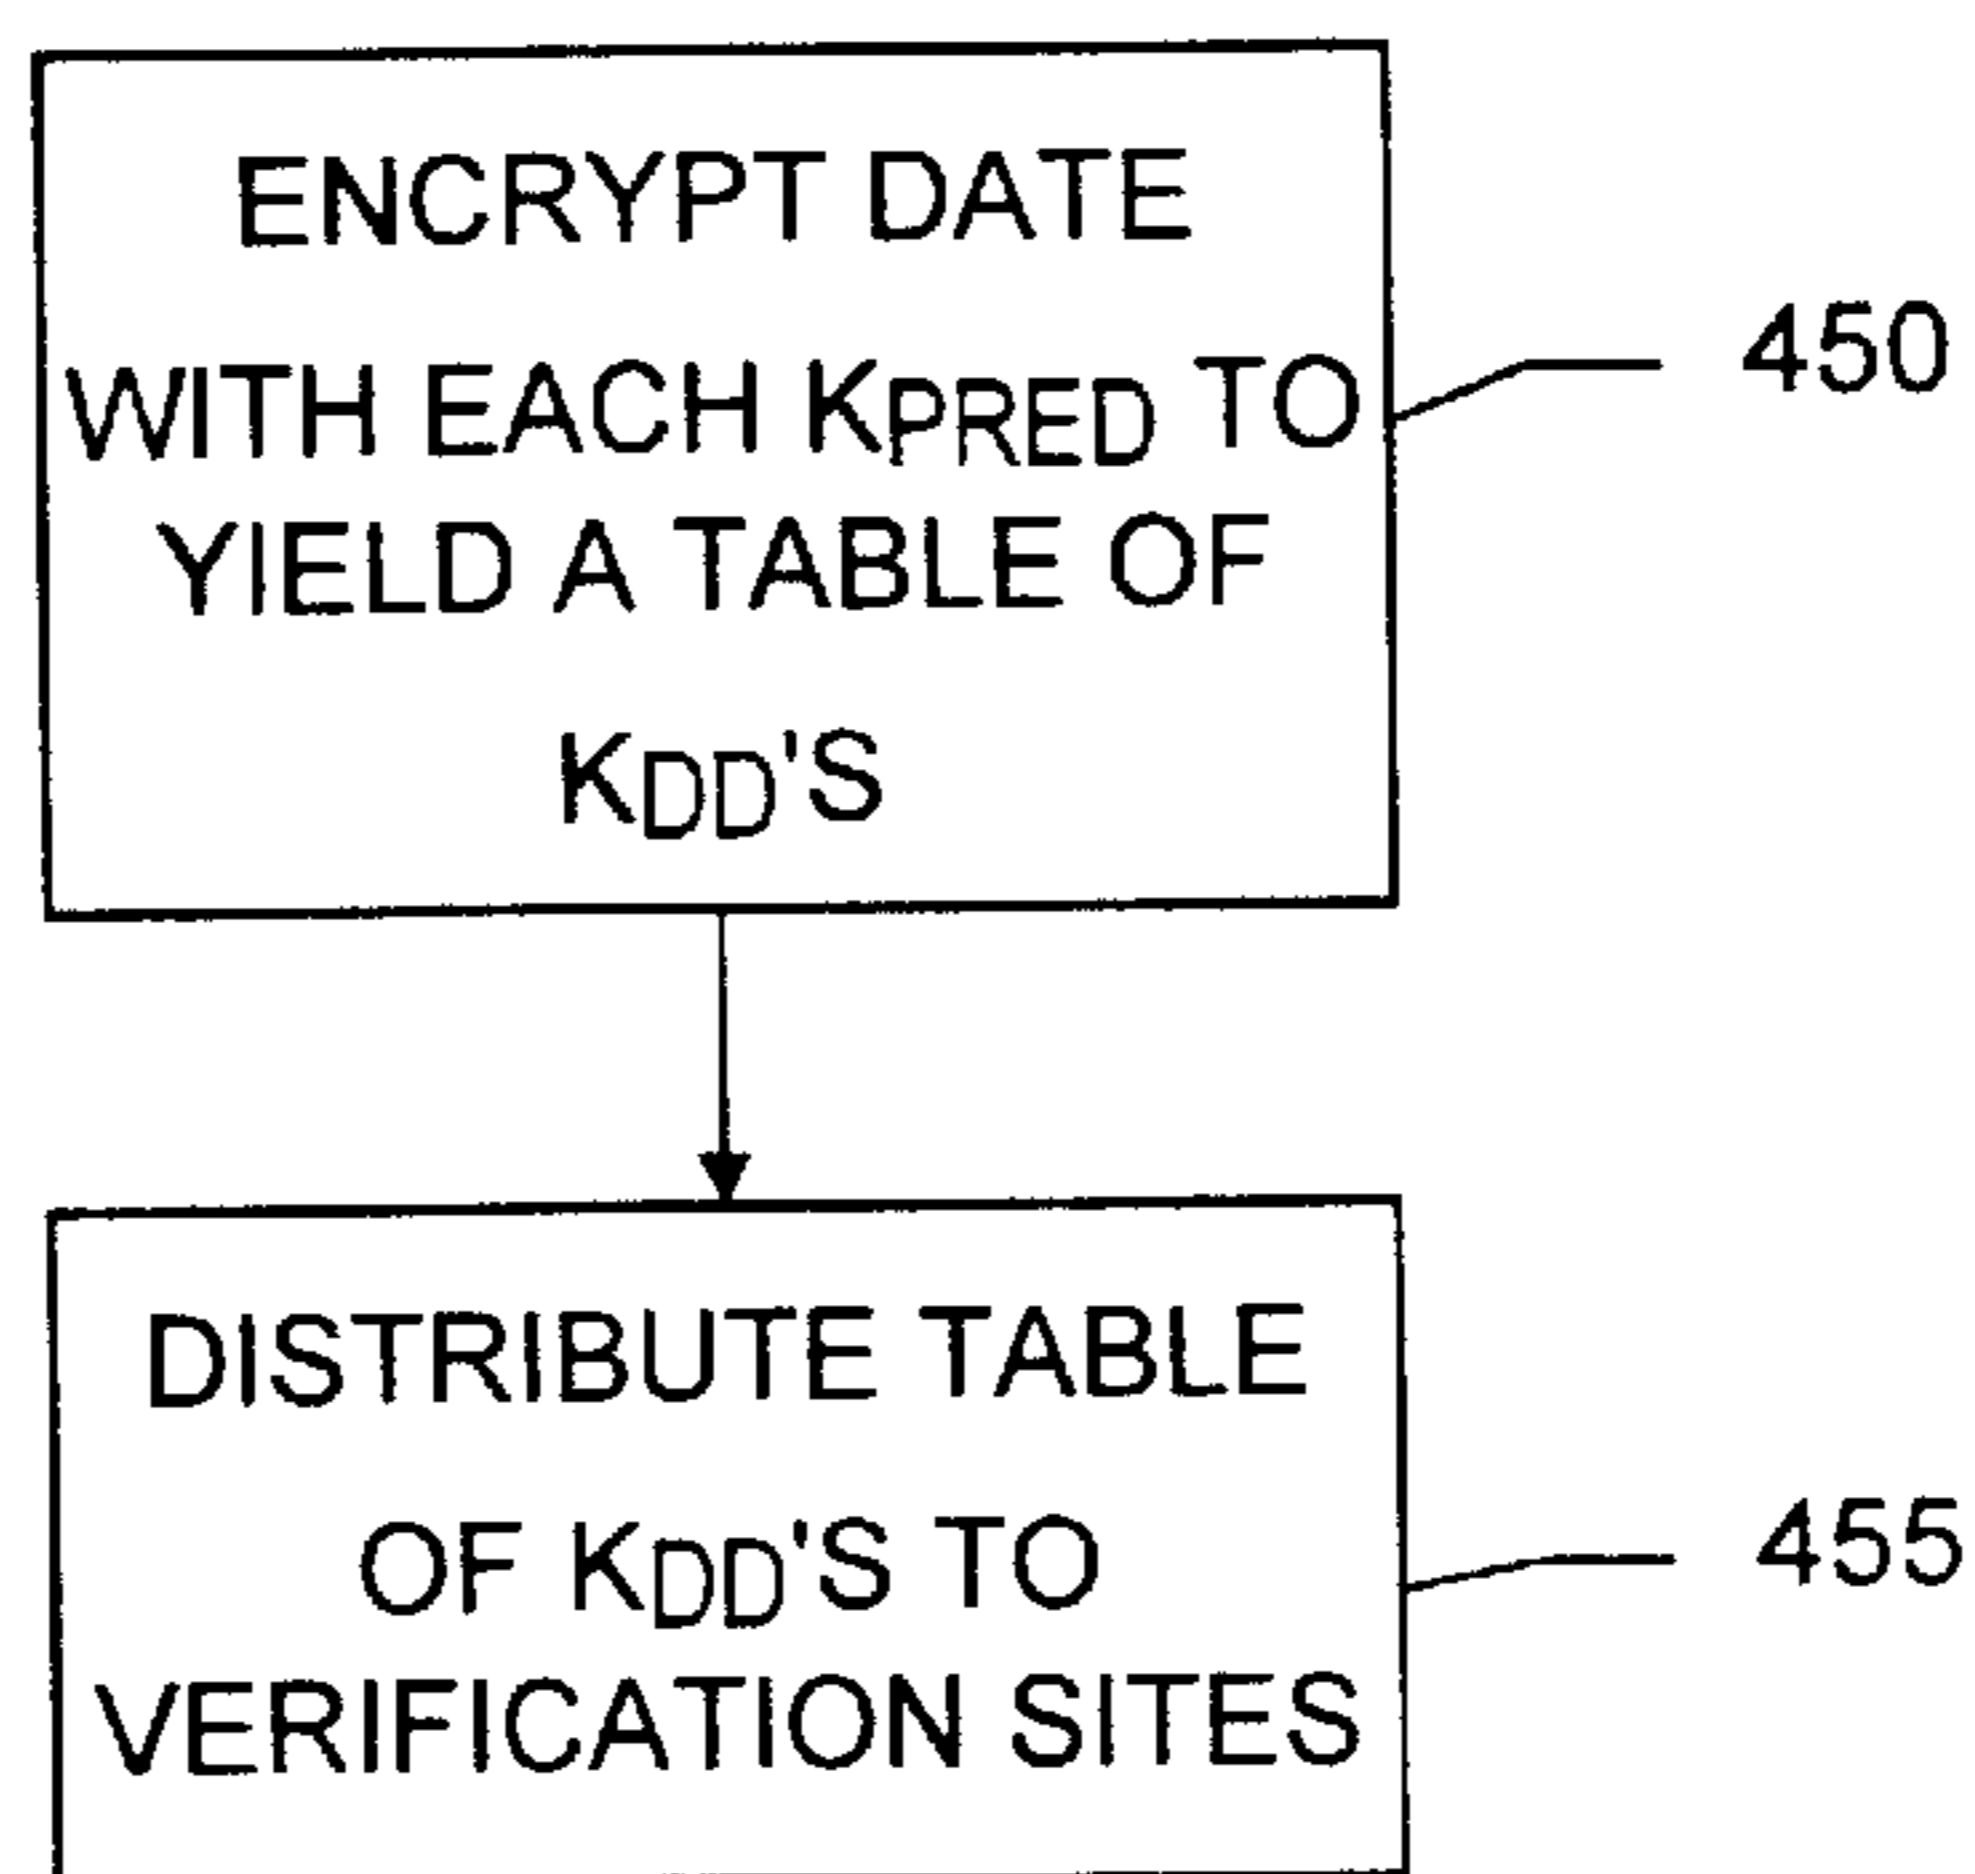 ENCRYPT DATE
WITH EACH KPRED TO
YIELD A TABLE OF
KDD'S
450
DISTRIBUTE TABLE
OF KDD'S TO
VERIFICATION SITES
455